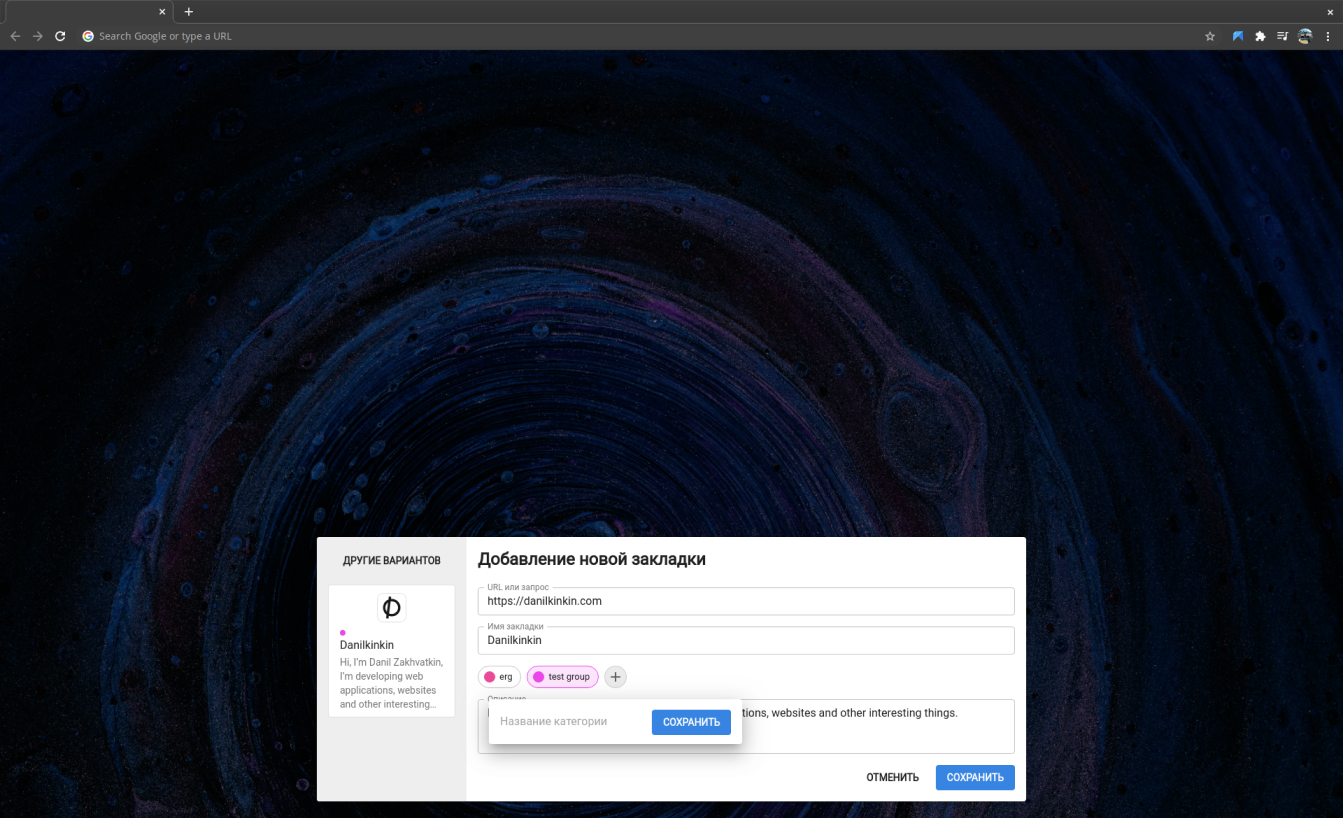 Search Google or type a URL
ДРУГИЕ ВАРИАНТОВ
Danilkinkin
Hi, I'm Danil Zakhvatkin,
I'm developing web
applications, websites
and other interesting...
Добавление новой закладки
URL или запрос
https://danilkinkin.com
Имя закладки
Danilkinkin
erg
test group
Описание
tions, websites and other interesting things.
Название категории
СОХРАНИТЬ
ОТМЕНИТЬ
СОХРАНИТЬ